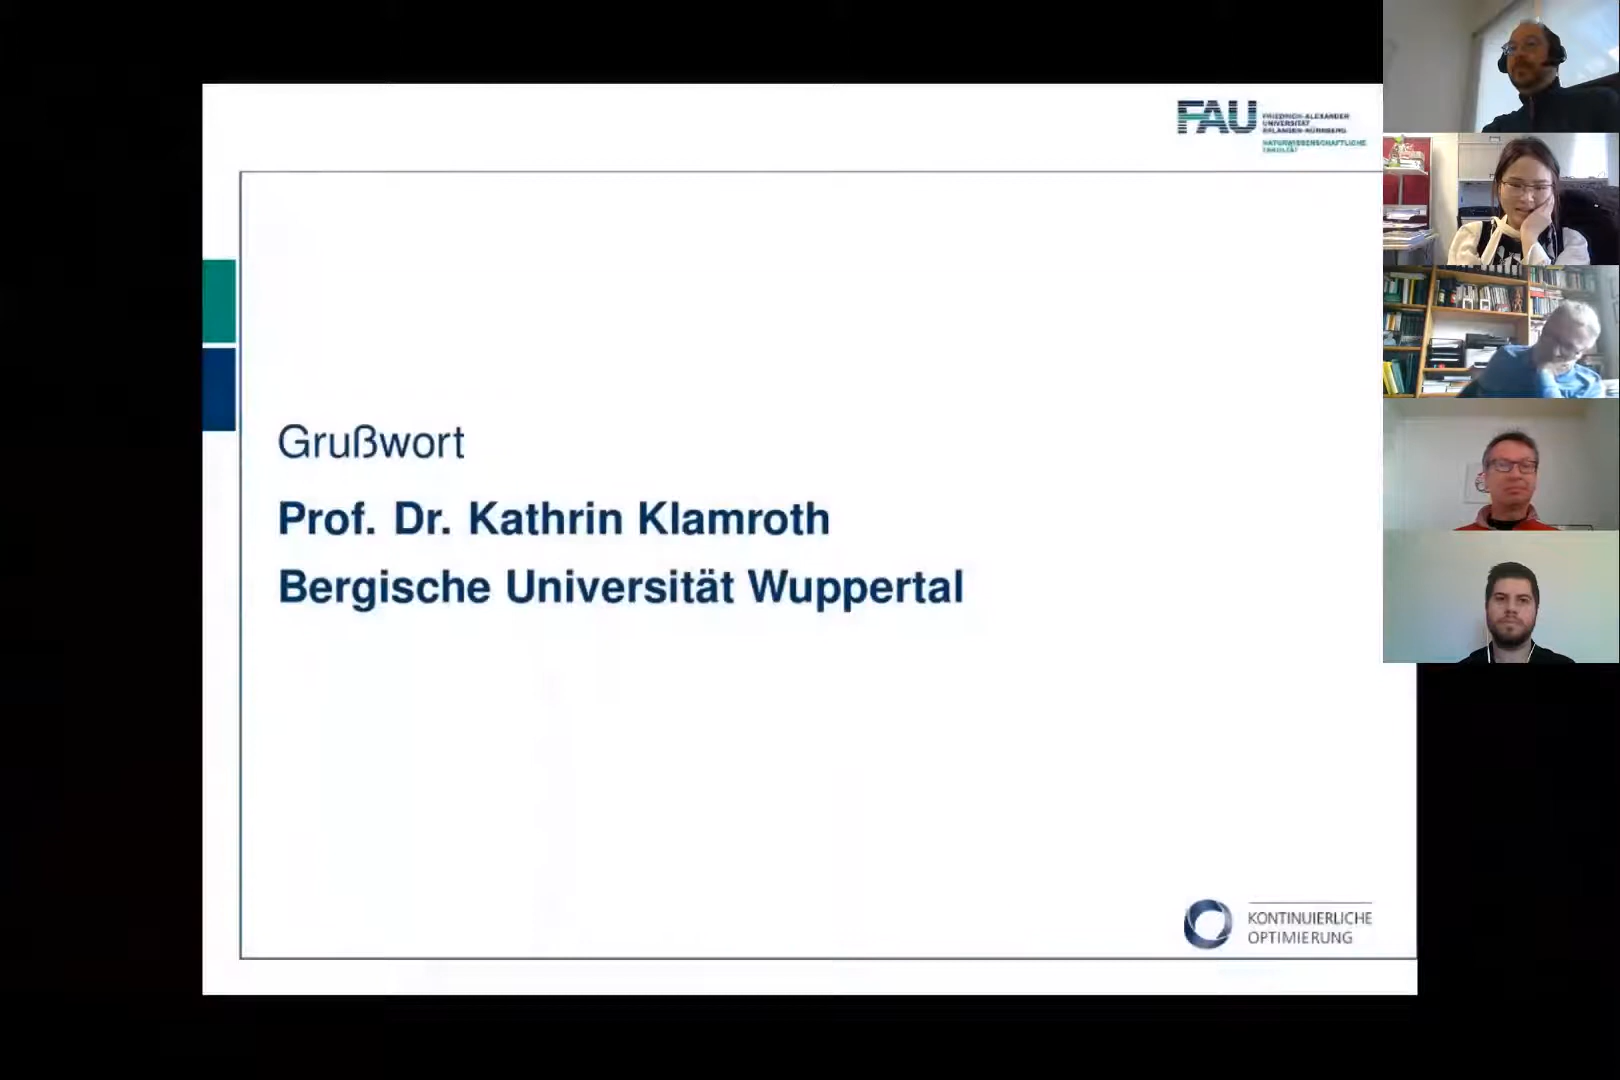 FAU
FRIEDRICH-ALEXANDER
UNIVERSITÄT
ERLANGEN-NÜRNBERG
NATURWISSENSCHAFTLICHE
FAKULTÄT
Grußwort
Prof. Dr. Kathrin Klamroth
Bergische Universität Wuppertal
KONTINUIERLICHE
OPTIMIERUNG